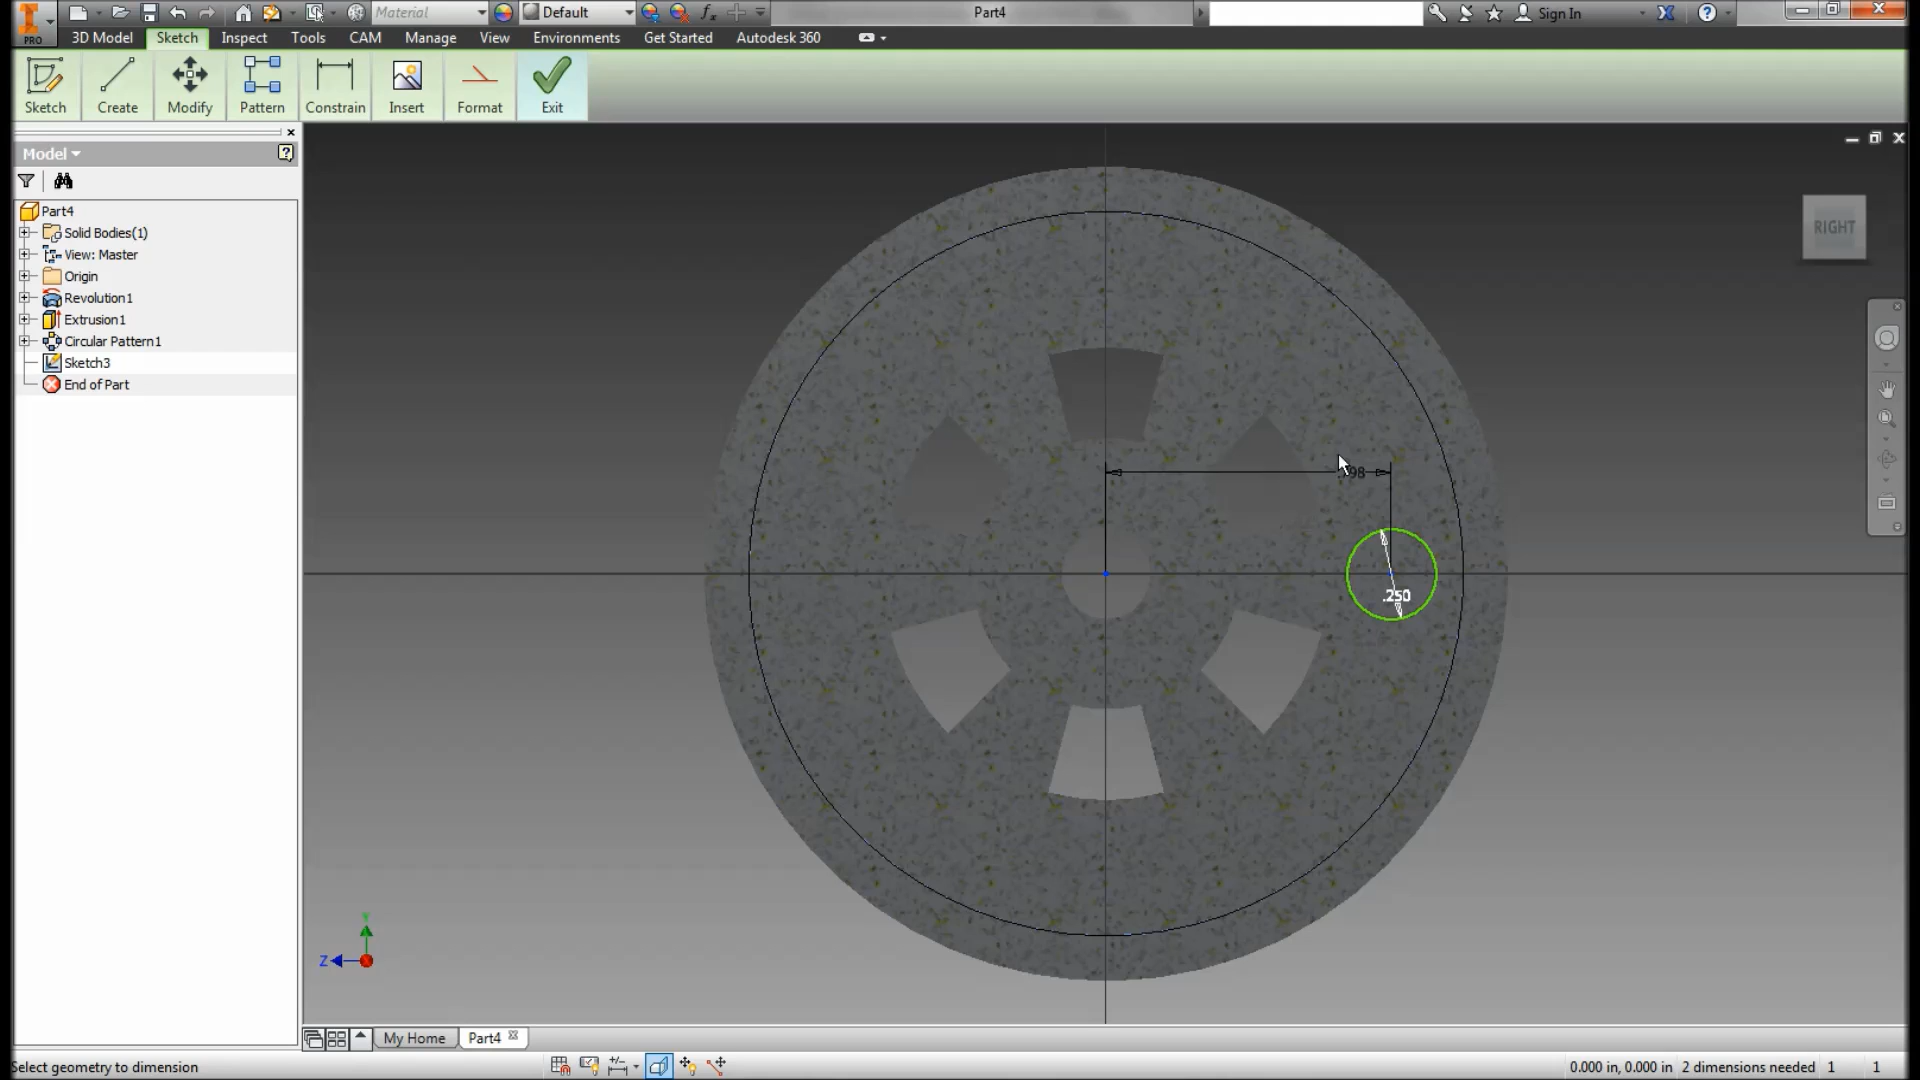 Material
Default
Part4
Sign In
PRO
3D Model
Sketch
Inspect
Tools
CAM
Manage
View
Environments
Get Started
Autodesk 360
Sketch
Create
Modify
Pattern
Constrain
Insert
Format
Exit
Model
Part4
Solid Bodies(1)
View: Master
Origin
Revolution1
Extrusion1
Circular Pattern1
Sketch3
End of Part
RIGHT
.250
Y
Z
My Home
Part4
Select geometry to dimension
0.000 in, 0.000 in
2 dimensions needed
1
1